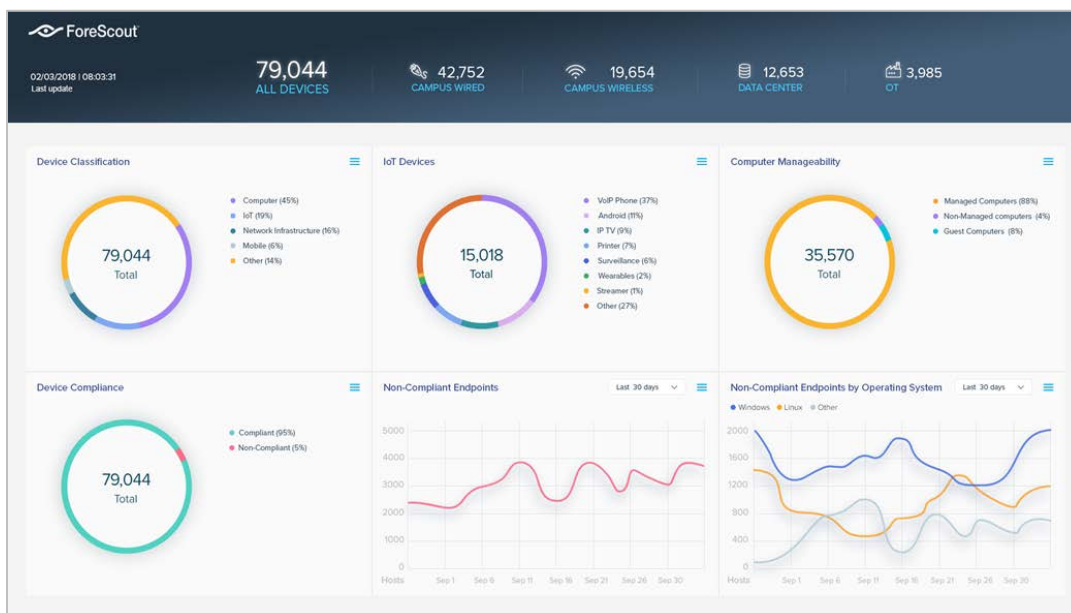 ForeScout
02/03/2018 | 08:03:31
Last update
79,044
ALL DEVICES
42,752
CAMPUS WIRED
19,654
CAMPUS WIRELESS
12,653
DATA CENTER
3,985
OT
Device Classification
79,044
Total
Computer (45%)
IoT (19%)
Network Infrastructure (16%)
Mobile (6%)
Other (14%)
IoT Devices
15,018
Total
VoIP Phone (37%)
Android (11%)
IP TV (9%)
Printer (7%)
Surveillance (6%)
Wearables (2%)
Streamer (1%)
Other (27%)
Computer Manageability
35,570
Total
Managed Computers (88%)
Non-Managed computers (4%)
Guest Computers (8%)
Device Compliance
79,044
Total
Compliant (95%)
Non-Compliant (5%)
Non-Compliant Endpoints
Last 30 days
5000
4000
3000
2000
1000
0
Hosts Sep 1 Sep 6 Sep 11 Sep 16 Sep 21 Sep 26 Sep 30
Non-Compliant Endpoints by Operating System
Last 30 days
Windows Linux Other
2000
1600
1200
800
400
0
Hosts Sep 1 Sep 6 Sep 11 Sep 16 Sep 21 Sep 26 Sep 30